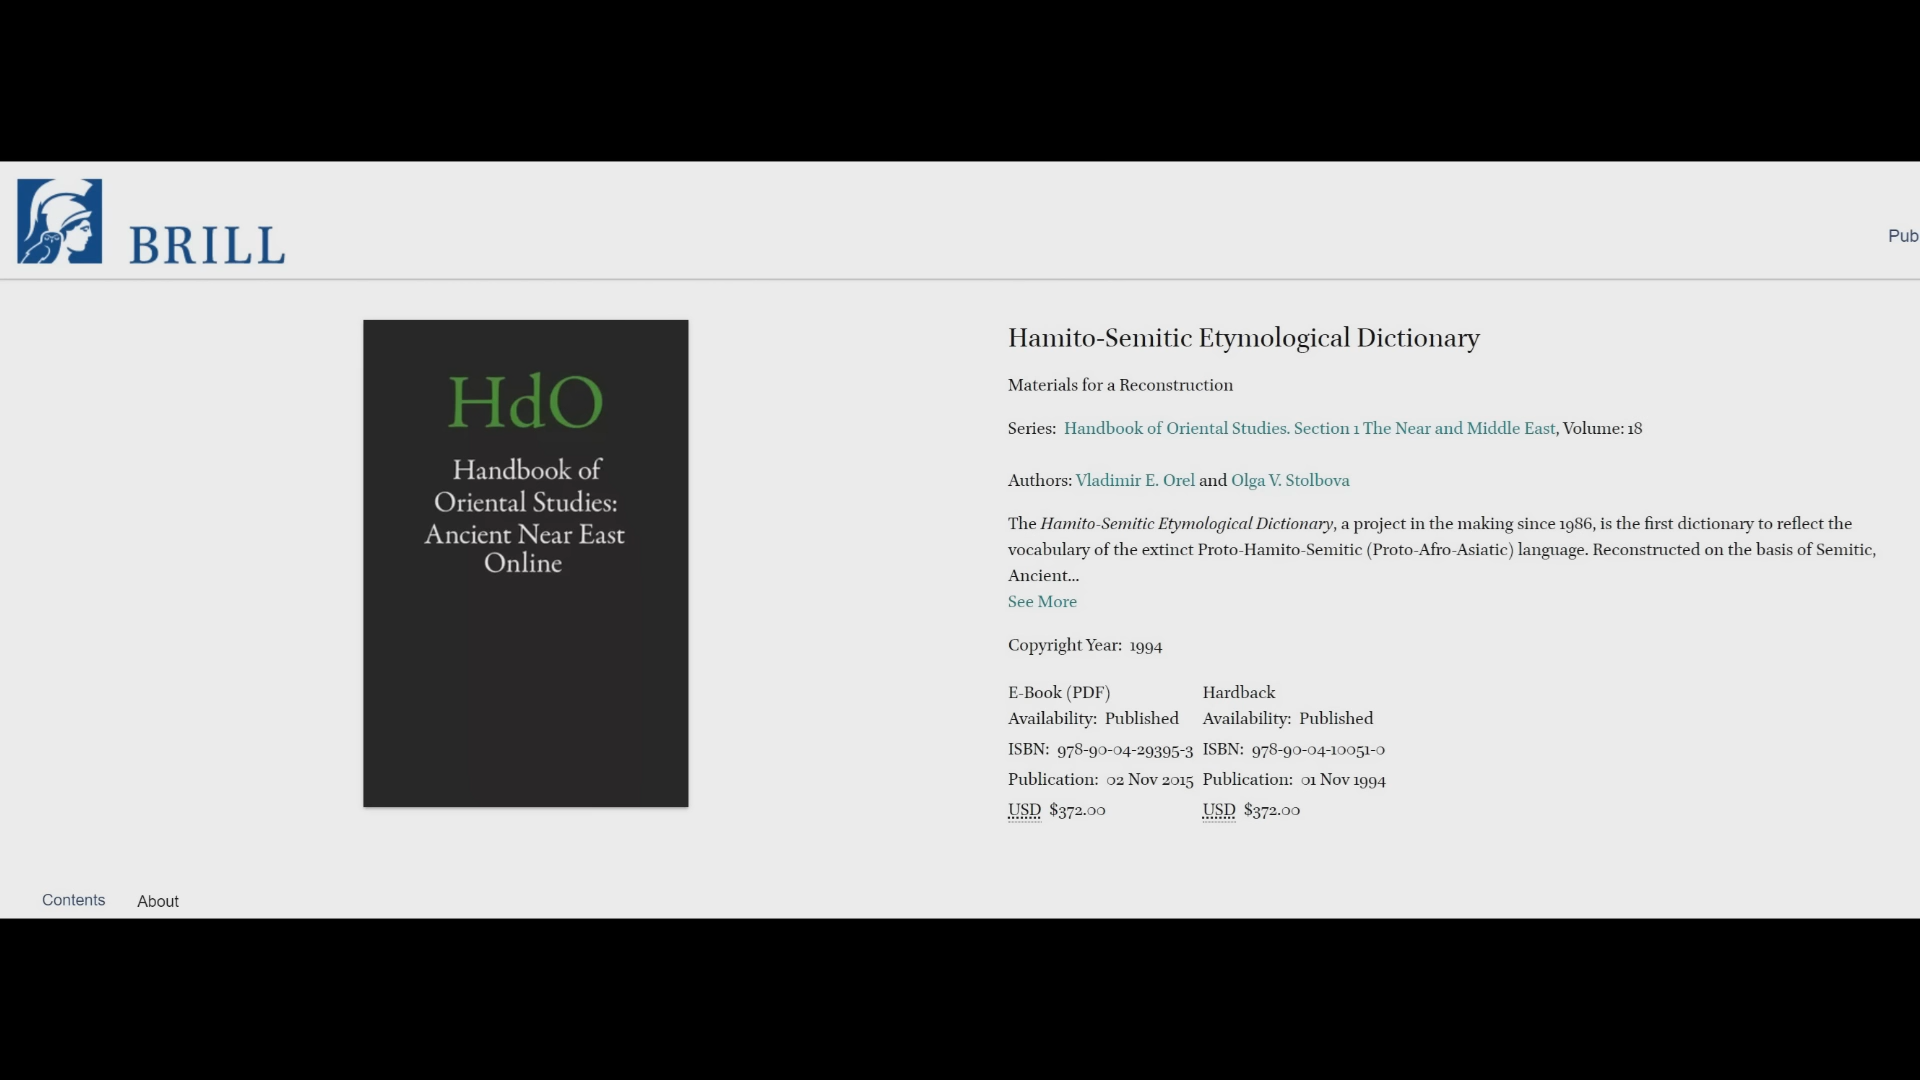 BRILL
Pub
HdO
Handbook of
Oriental Studies:
Ancient Near East
Online
Hamito-Semitic Etymological Dictionary
Materials for a Reconstruction
Series: Handbook of Oriental Studies. Section 1 The Near and Middle East, Volume: 18
Authors: Vladimir E. Orel and Olga V. Stolbova
The Hamito-Semitic Etymological Dictionary, a project in the making since 1986, is the first dictionary to reflect the
vocabulary of the extinct Proto-Hamito-Semitic (Proto-Afro-Asiatic) language. Reconstructed on the basis of Semitic,
Ancient...
See More
Copyright Year: 1994
E-Book (PDF) Hardback
Availability: Published Availability: Published
ISBN: 978-90-04-29395-3 ISBN: 978-90-04-10051-0
Publication: 02 Nov 2015 Publication: 01 Nov 1994
USD $372.00 USD $372.00
Contents About